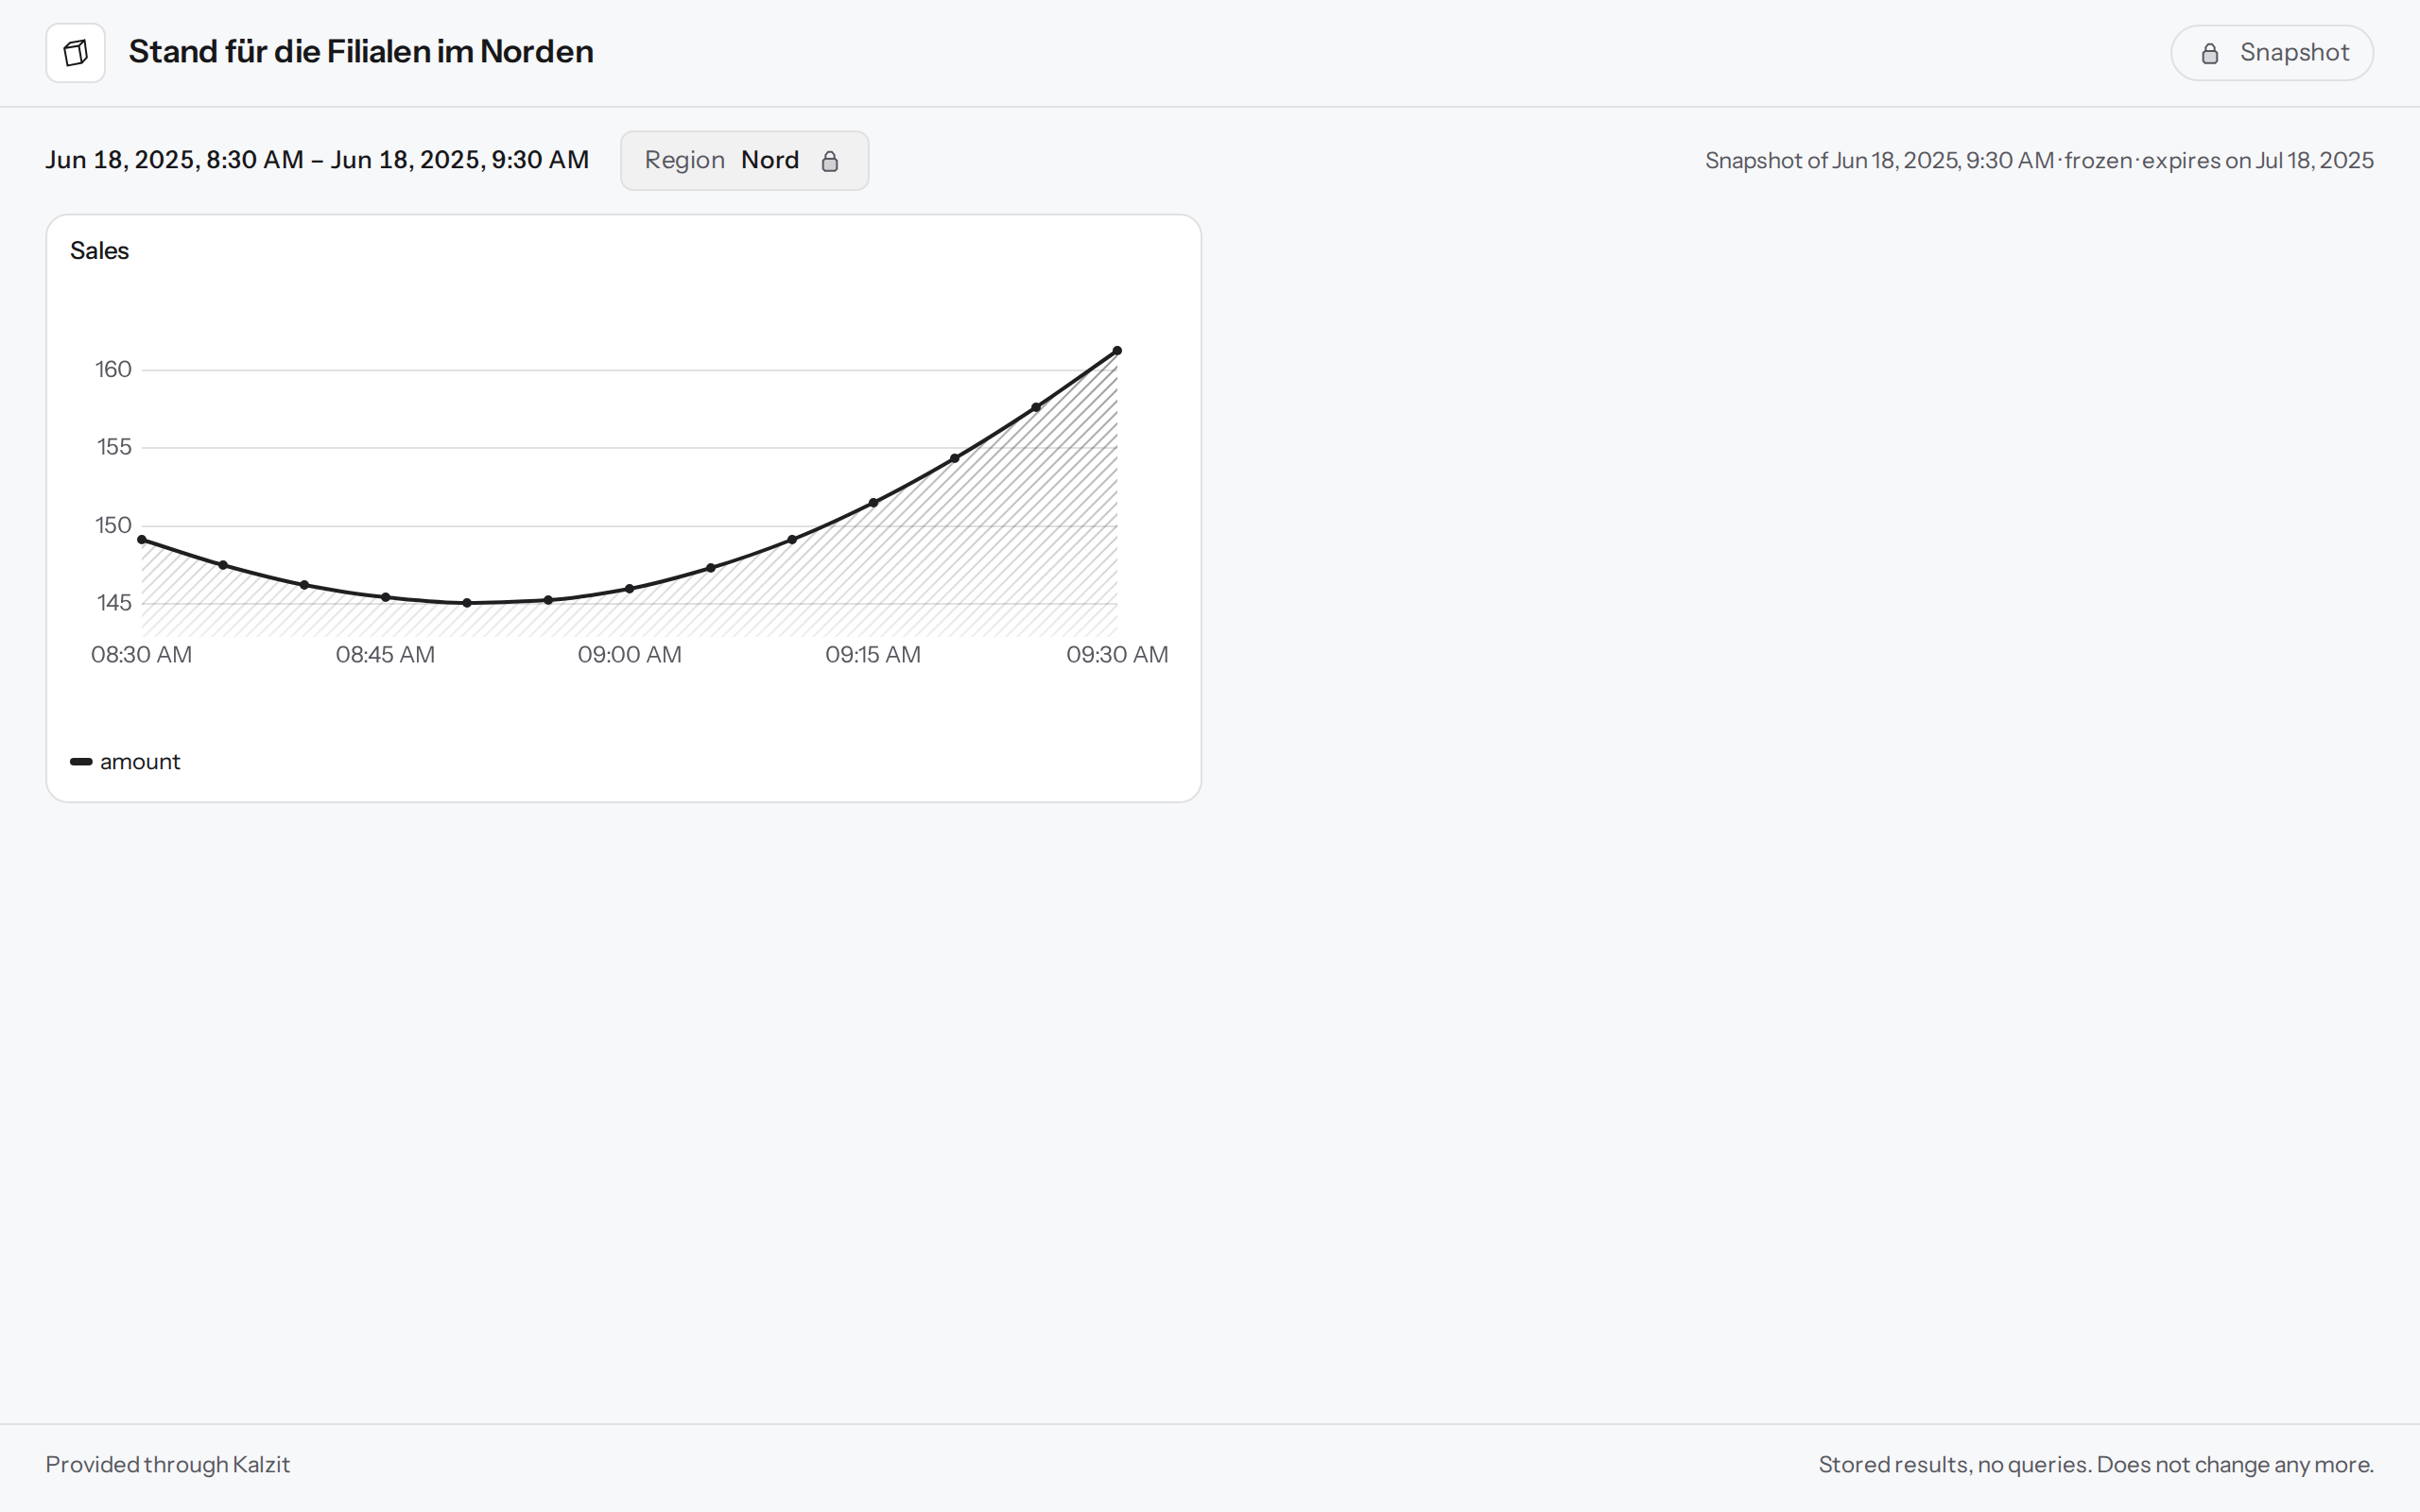 Stand für die Filialen im Norden
Snapshot
Jun 18, 2025, 8:30 AM – Jun 18, 2025, 9:30 AM
Region Nord
Snapshot of Jun 18, 2025, 9:30 AM · frozen · expires on Jul 18, 2025
Sales
160
155
150
145
08:30 AM 08:45 AM 09:00 AM 09:15 AM 09:30 AM
amount
Provided through Kalzit
Stored results, no queries. Does not change any more.